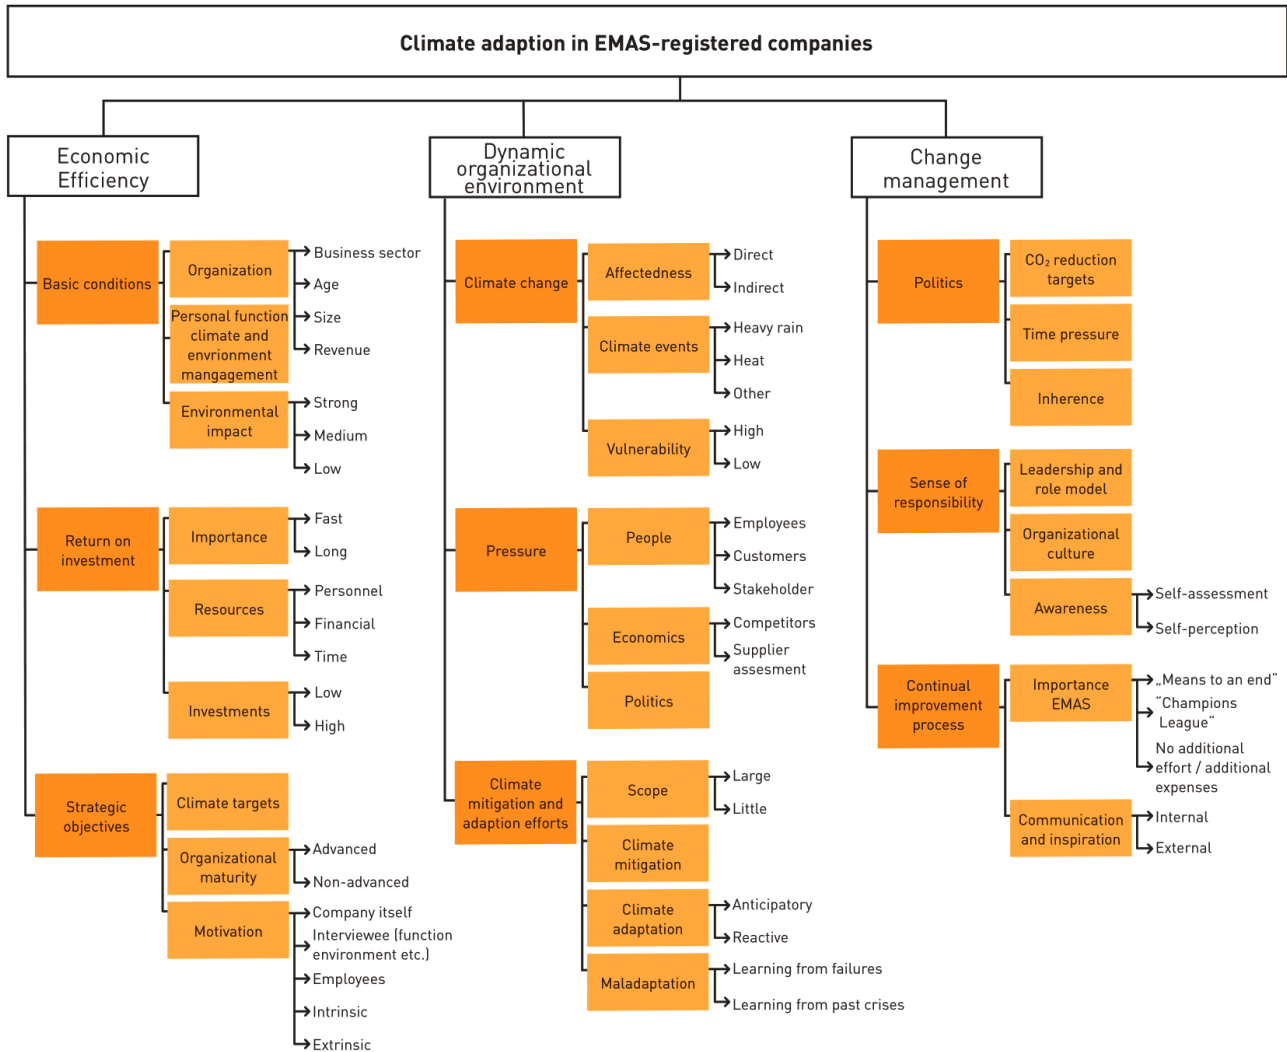 Climate adaption in EMAS-registered companies
Economic
Efficiency
Basic conditions
Organization
Business sector
Age
Size
Revenue
Personal function
climate and
envrionment
mangagement
Environmental
impact
Strong
Medium
Low
Return on
investment
Importance
Fast
Long
Resources
Personnel
Financial
Time
Investments
Low
High
Strategic
objectives
Climate targets
Organizational
maturity
Advanced
Non-advanced
Motivation
Company itself
Interviewee (function
environment etc.)
Employees
Intrinsic
Extrinsic
Dynamic
organizational
environment
Climate change
Affectedness
Direct
Indirect
Climate events
Heavy rain
Heat
Other
Vulnerability
High
Low
Pressure
People
Employees
Customers
Stakeholder
Economics
Competitors
Supplier
assesment
Politics
Climate
mitigation and
adaption efforts
Scope
Large
Little
Climate
mitigation
Climate
adaptation
Anticipatory
Reactive
Maladaptation
Learning from failures
Learning from past crises
Change
management
Politics
CO₂ reduction
targets
Time pressure
Inherence
Sense of
responsibility
Leadership and
role model
Organizational
culture
Awareness
Self-assessment
Self-perception
Continual
improvement
process
Importance
EMAS
„Means to an end“
“Champions
League“
No additional
effort / additional
expenses
Communication
and inspiration
Internal
External